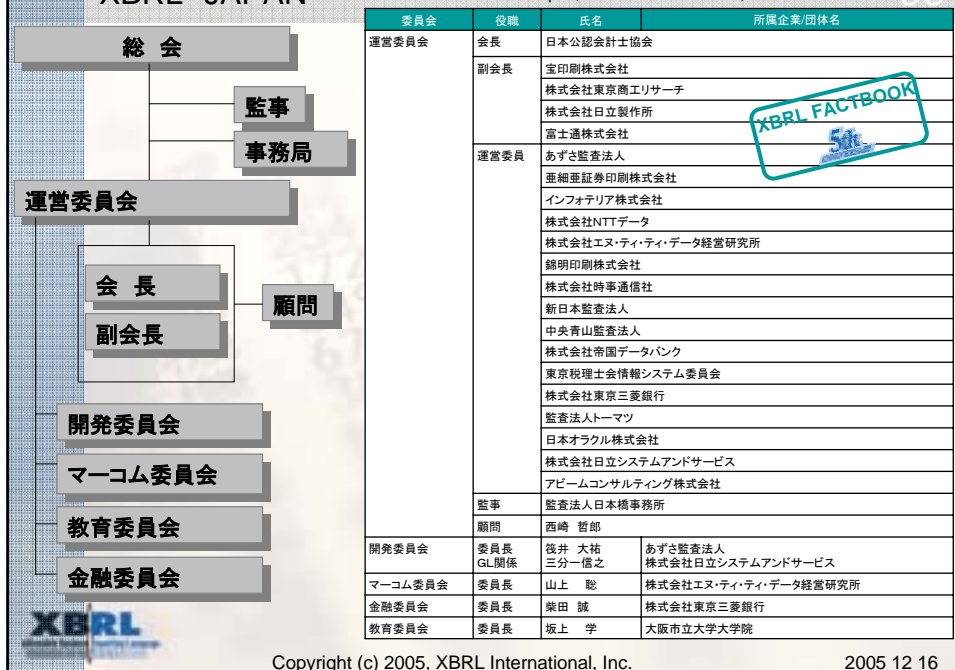 XBRL JAPAN
総 会
監事
事務局
運営委員会
会 長
副会長
顧問
開発委員会
マーコム委員会
教育委員会
金融委員会
委員会 役職 氏名 所属企業/団体名
運営委員会 会長 日本公認会計士協会
副会長 宝印刷株式会社
株式会社東京商工リサーチ
株式会社日立製作所
富士通株式会社
運営委員 あずさ監査法人
亜細亜証券印刷株式会社
インフォテリア株式会社
株式会社NTTデータ
株式会社エヌ・ティ・ティ・データ経営研究所
錦明印刷株式会社
株式会社時事通信社
新日本監査法人
中央青山監査法人
株式会社帝国データバンク
東京税理士会情報システム委員会
株式会社東京三菱銀行
監査法人トーマツ
日本オラクル株式会社
株式会社日立システムアンドサービス
アビームコンサルティング株式会社
監事 監査法人日本橋事務所
顧問 西崎 哲郎
開発委員会 委員長 筏井 大祐 あずさ監査法人
GL関係 三分一信之 株式会社日立システムアンドサービス
マーコム委員会 委員長 山上 聡 株式会社エヌ・ティ・ティ・データ経営研究所
金融委員会 委員長 柴田 誠 株式会社東京三菱銀行
教育委員会 委員長 坂上 学 大阪市立大学大学院
XBRL FACTBOOK
5th
XBRL
Copyright (c) 2005, XBRL International, Inc.
2005 12 16